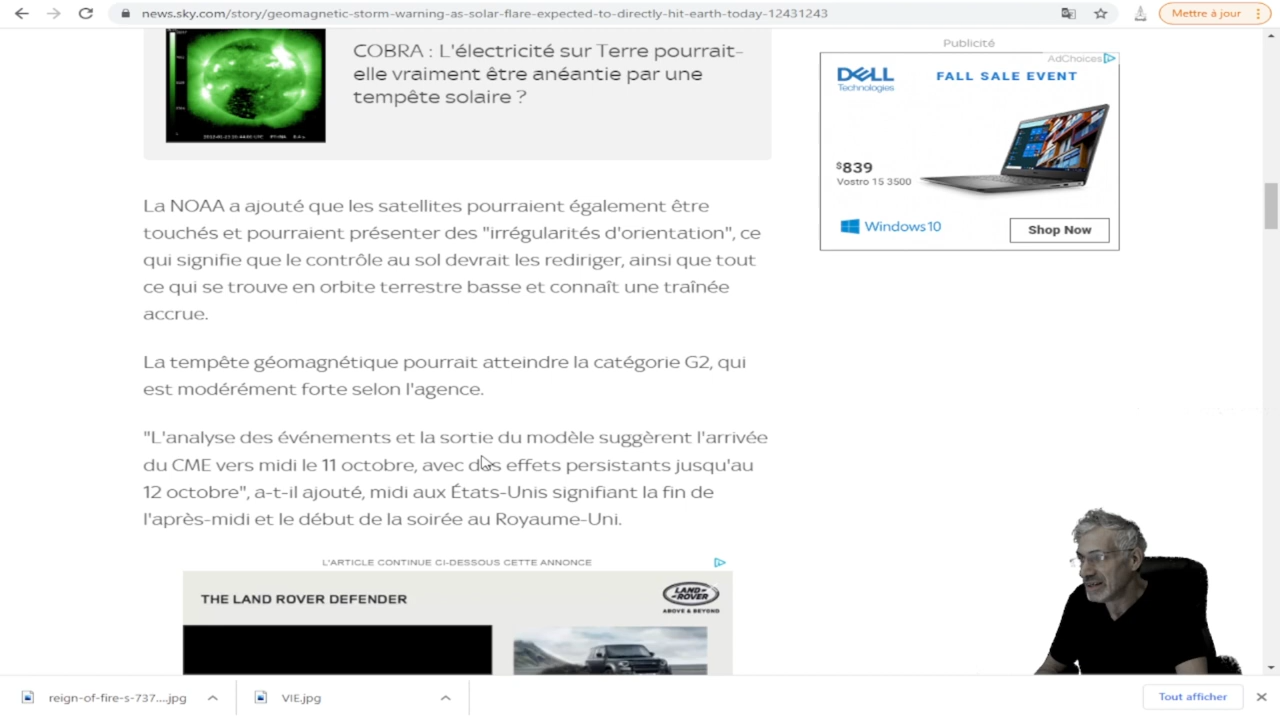 news.sky.com/story/geomagnetic-storm-warning-as-solar-flare-expected-to-directly-hit-earth-today-12431243
Mettre à jour
COBRA : L'électricité sur Terre pourrait-
elle vraiment être anéantie par une
tempête solaire ?
Publicité
AdChoices
DELL
Technologies
FALL SALE EVENT
$839
Vostro 15 3500
Windows 10
Shop Now
La NOAA a ajouté que les satellites pourraient également être
touchés et pourraient présenter des "irrégularités d'orientation", ce
qui signifie que le contrôle au sol devrait les rediriger, ainsi que tout
ce qui se trouve en orbite terrestre basse et connaît une traînée
accrue.
La tempête géomagnétique pourrait atteindre la catégorie G2, qui
est modérément forte selon l'agence.
"L'analyse des événements et la sortie du modèle suggèrent l'arrivée
du CME vers midi le 11 octobre, avec des effets persistants jusqu'au
12 octobre", a-t-il ajouté, midi aux États-Unis signifiant la fin de
l'après-midi et le début de la soirée au Royaume-Uni.
L'ARTICLE CONTINUE CI-DESSOUS CETTE ANNONCE
THE LAND ROVER DEFENDER
LAND-
ROVER
ABOVE & BEYOND
reign-of-fire-s-737....jpg
VIE.jpg
Tout afficher